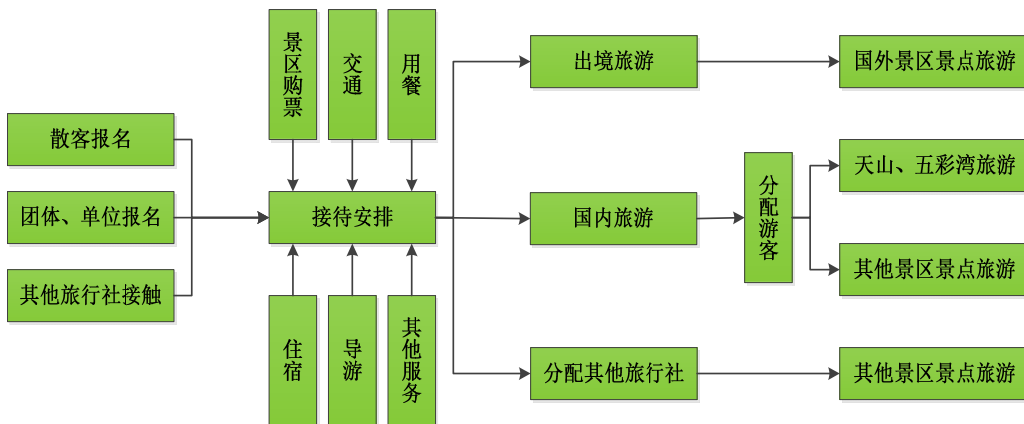 景区购票
交通
用餐
出境旅游
国外景区景点旅游
散客报名
团体、单位报名
其他旅行社接触
接待安排
国内旅游
分配游客
天山、五彩湾旅游
其他景区景点旅游
住宿
导游
其他服务
分配其他旅行社
其他景区景点旅游